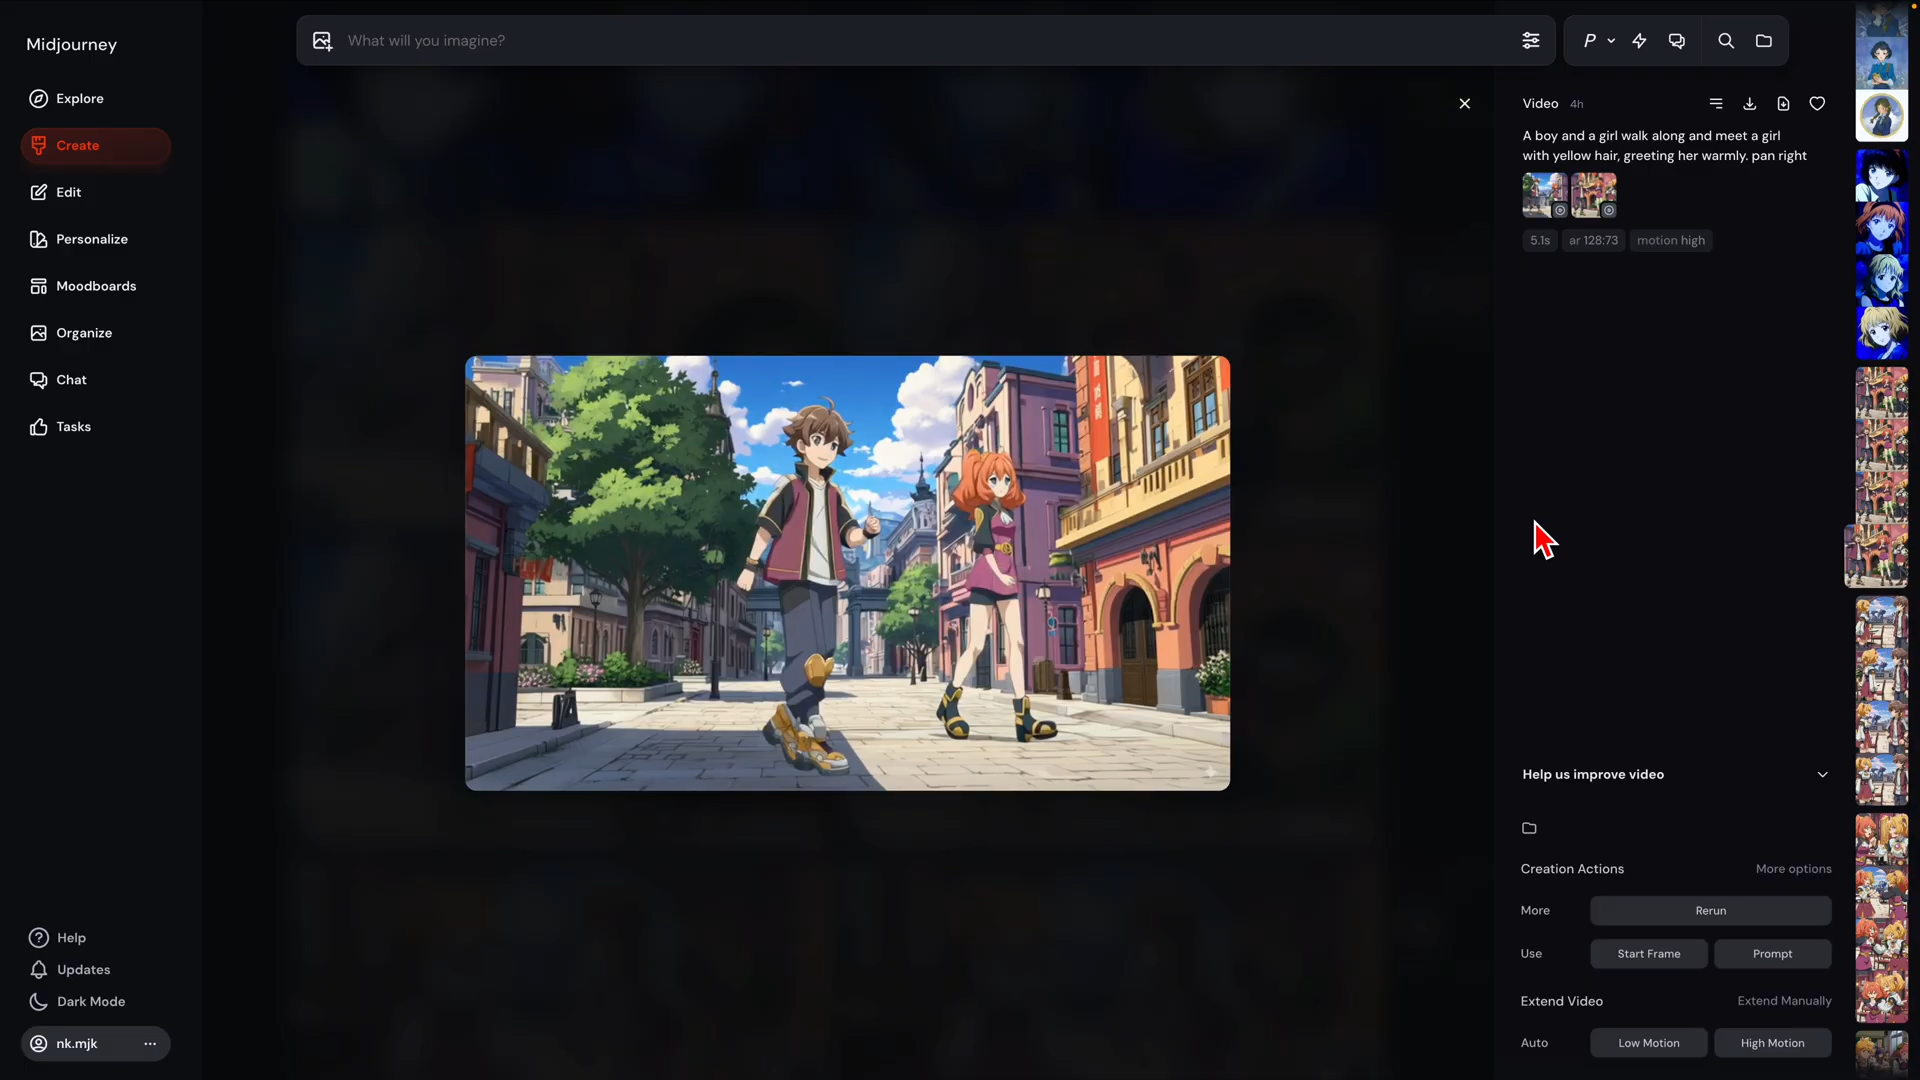 Midjourney
Explore
Create
Edit
Personalize
Moodboards
Organize
Chat
Tasks
Help
Updates
Dark Mode
nk.mjk
What will you imagine?
P
Video 4h
A boy and a girl walk along and meet a girl
with yellow hair, greeting her warmly. pan right
5.1s ar 128:73 motion high
Help us improve video
Creation Actions More options
More Rerun
Use Start Frame Prompt
Extend Video Extend Manually
Auto Low Motion High Motion